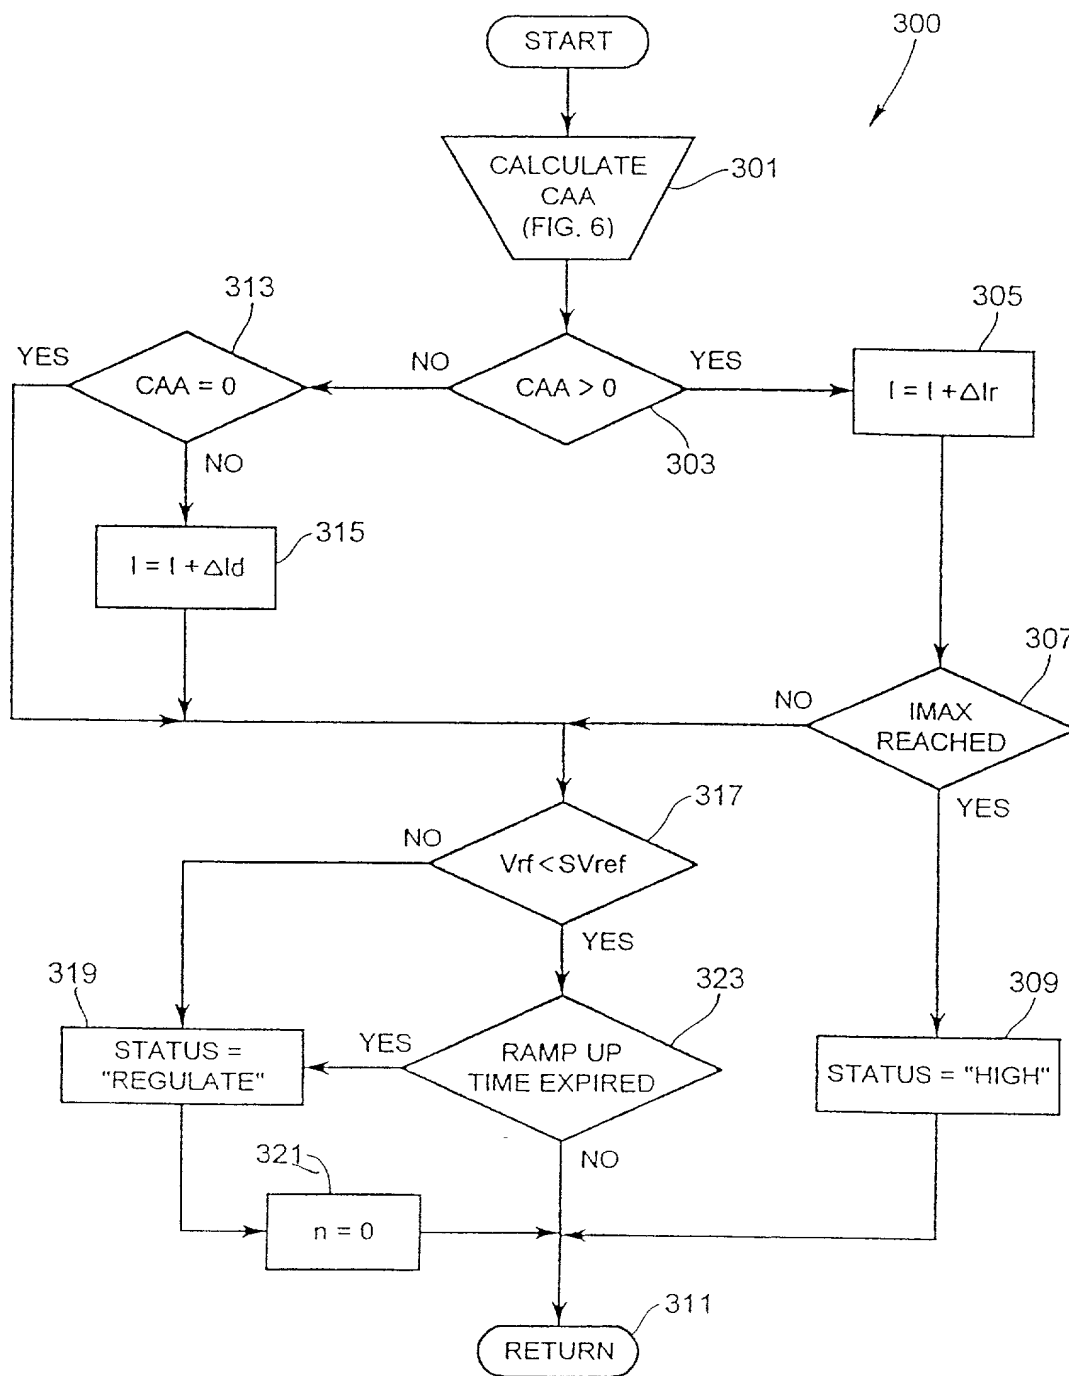 START
300
CALCULATE
CAA
(FIG. 6)
301
313
305
YES
CAA = 0
NO
CAA > 0
YES
I = I + ΔIr
303
NO
315
I = I + ΔId
307
NO
IMAX
REACHED
YES
317
NO
Vrf < SVref
YES
319
323
309
STATUS =
"REGULATE"
YES
RAMP UP
TIME EXPIRED
STATUS = "HIGH"
321
NO
n = 0
311
RETURN